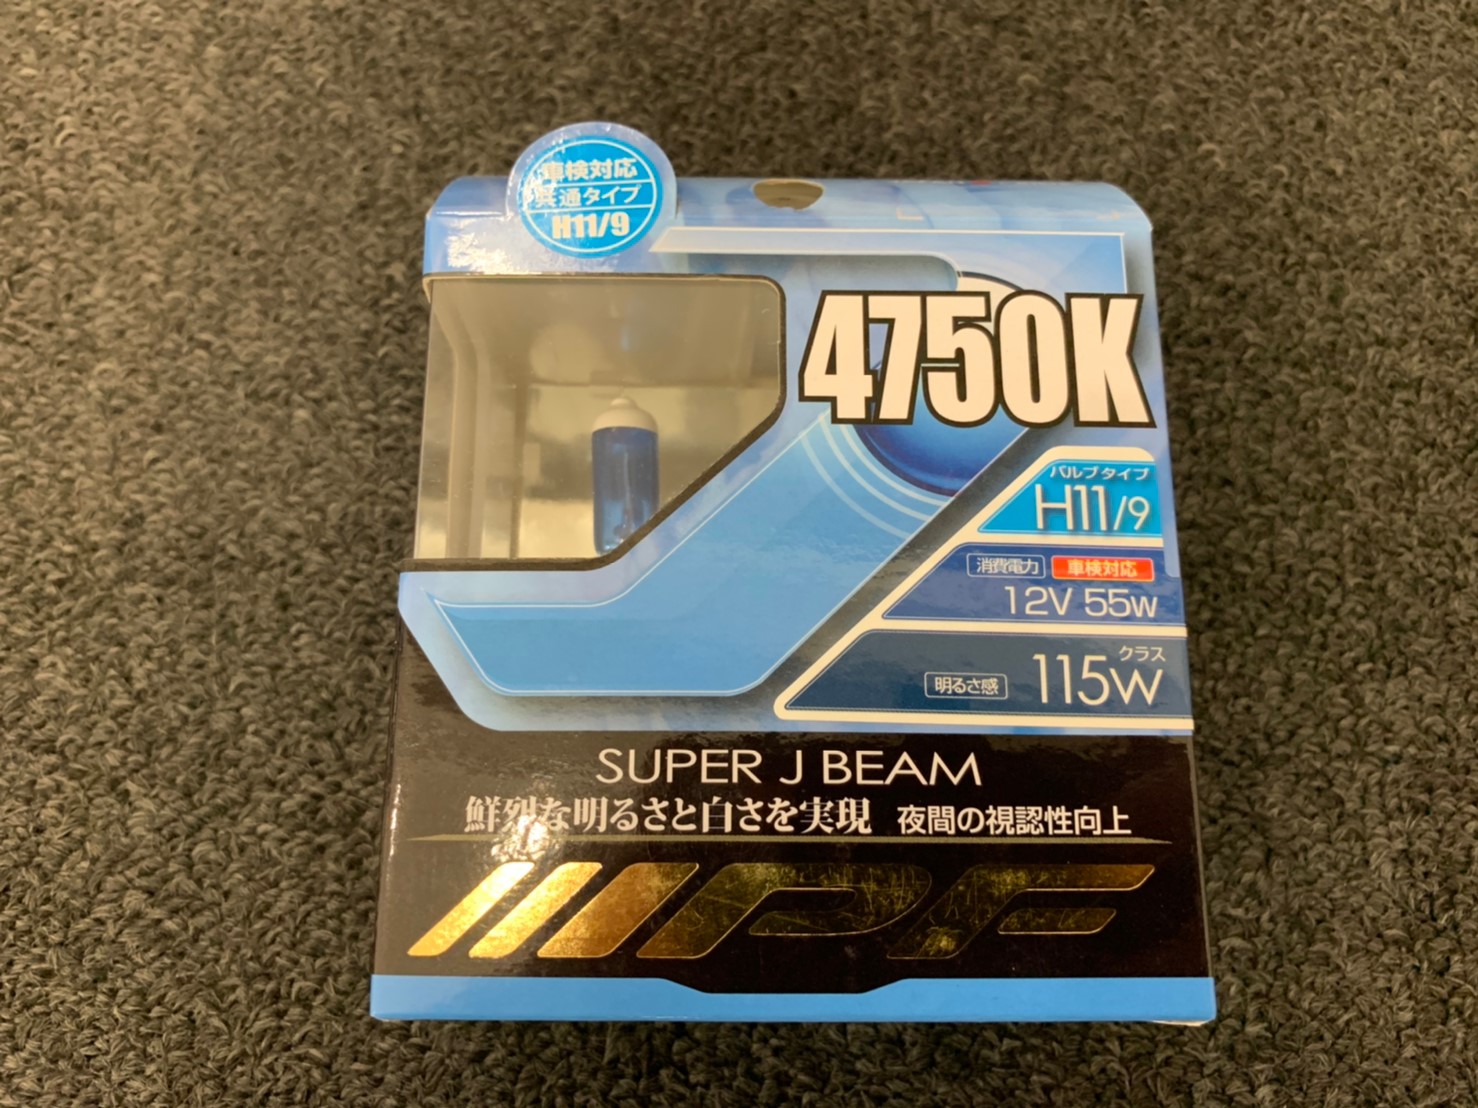 車検対応
共通タイプ
H11/9
4750K
バルブタイプ
H11/9
消費電力 車検対応
12V 55W
クラス
明るさ感 115W
SUPER J BEAM
鮮烈な明るさと白さを実現 夜間の視認性向上
IPF